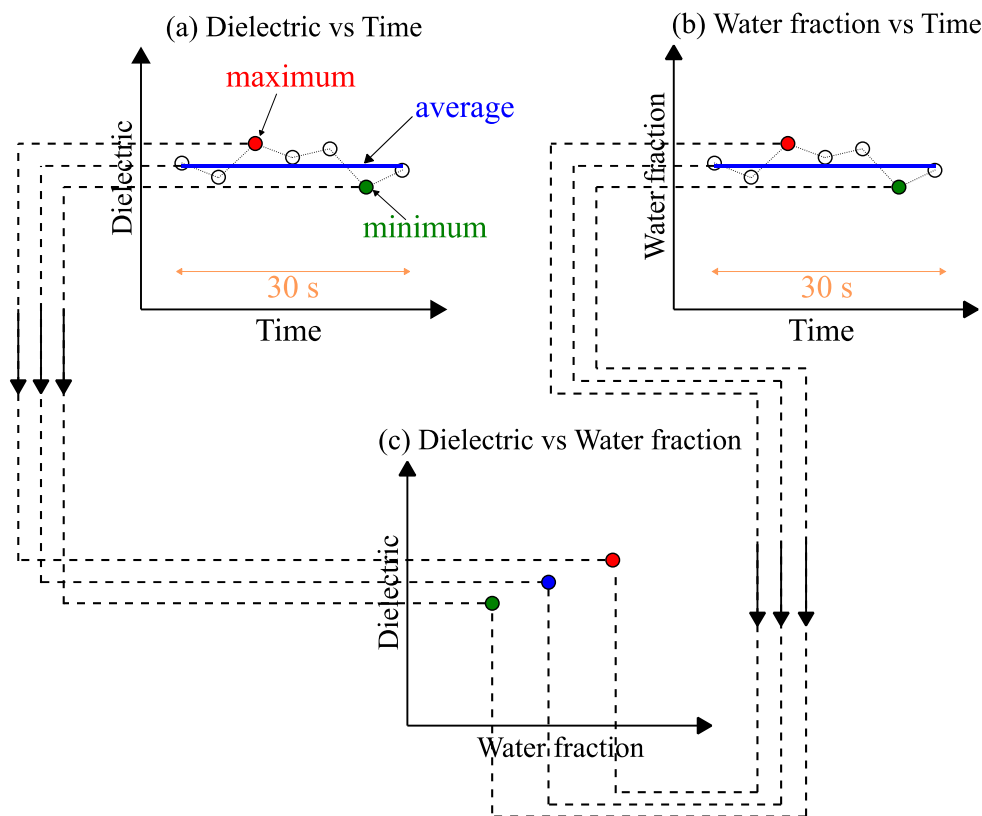 (a) Dielectric vs Time
maximum
average
Dielectric
minimum
30 s
Time
(b) Water fraction vs Time
Water fraction
30 s
Time
(c) Dielectric vs Water fraction
Dielectric
Water fraction